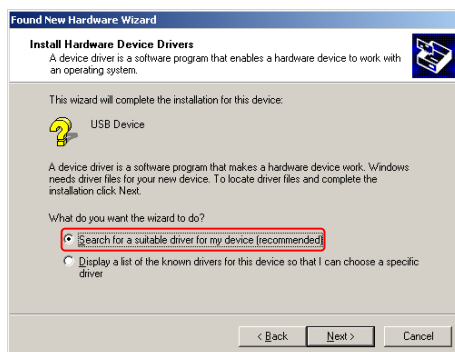 Found New Hardware Wizard
Install Hardware Device Drivers
A device driver is a software program that enables a hardware device to work with
an operating system.
This wizard will complete the installation for this device:
USB Device
A device driver is a software program that makes a hardware device work. Windows
needs driver files for your new device. To locate driver files and complete the
installation click Next.
What do you want the wizard to do?
Search for a suitable driver for my device (recommended)
Display a list of the known drivers for this device so that I can choose a specific
driver
< Back Next > Cancel